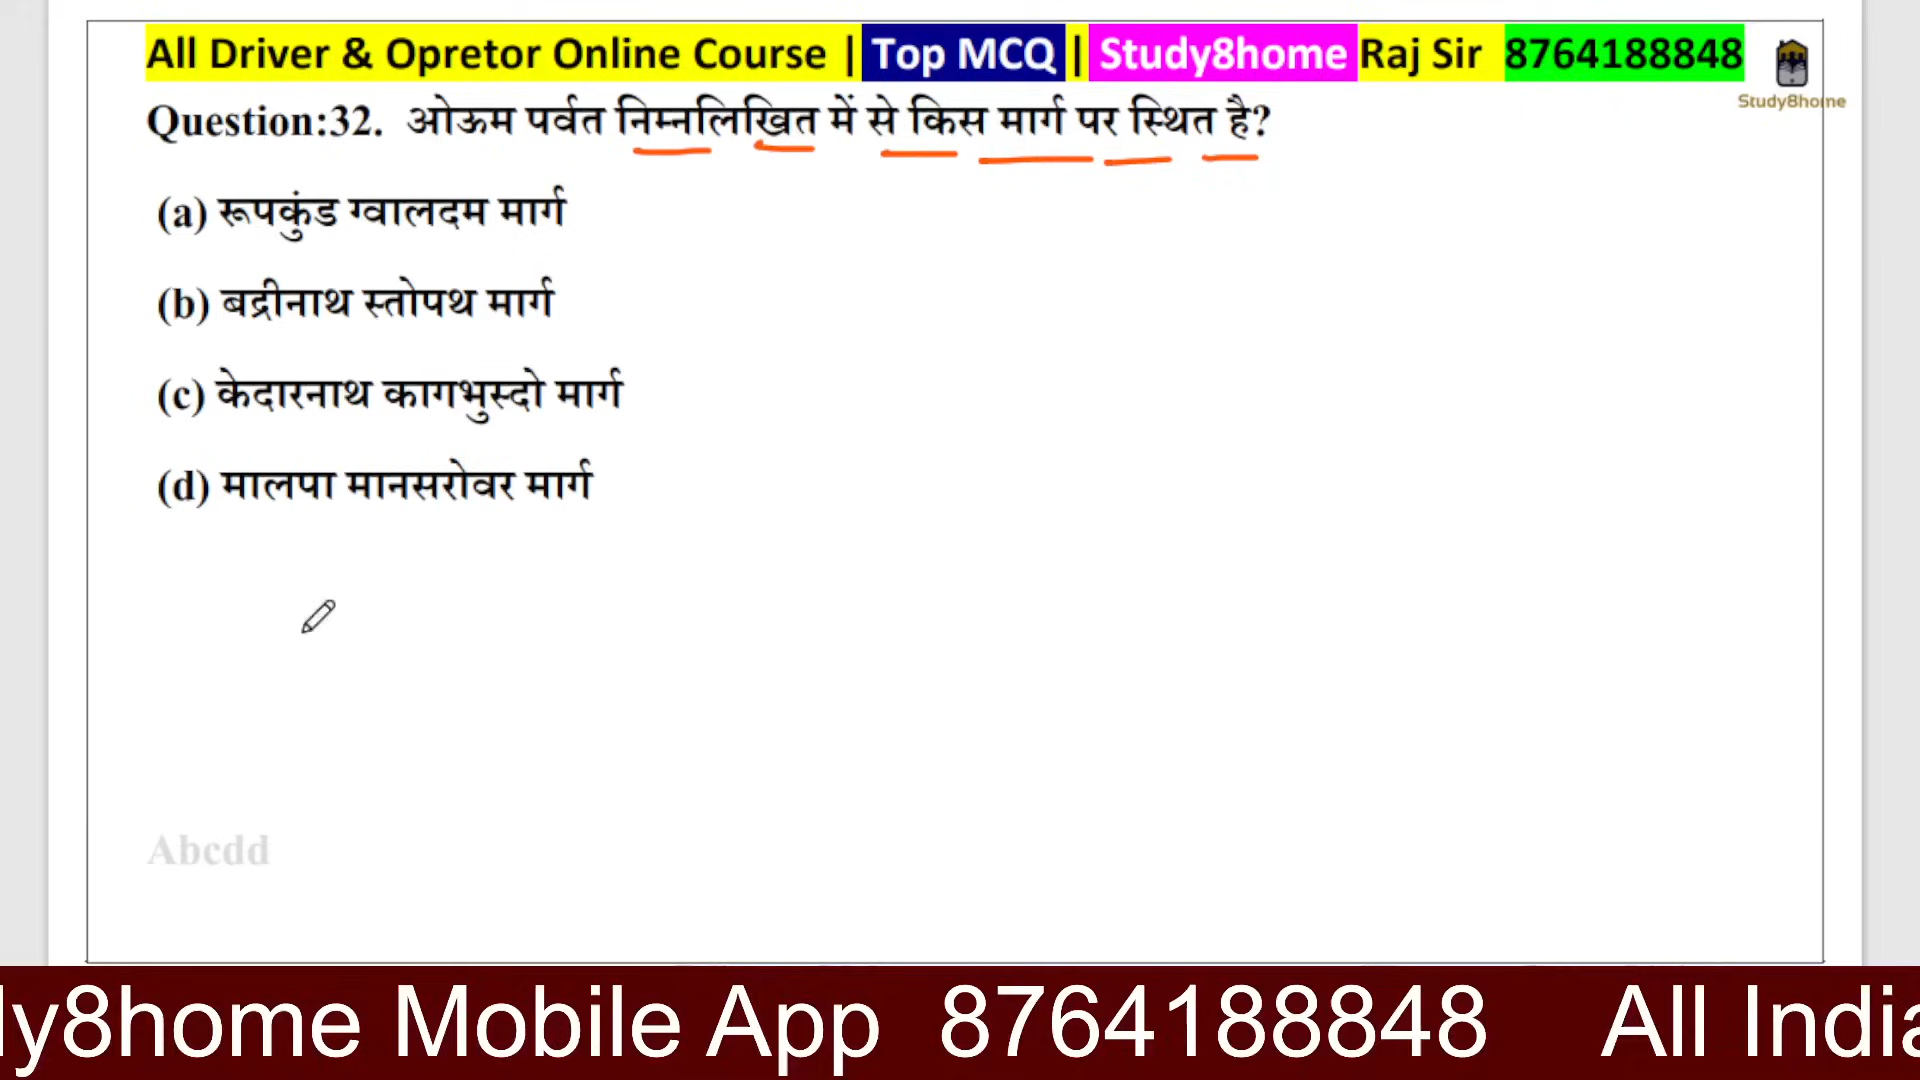 All Driver & Opretor Online Course | Top MCQ | Study8home Raj Sir 8764188848
Study8home
Question:32. ओऊम पर्वत निम्नलिखित में से किस मार्ग पर स्थित है?
(a) रूपकुंड ग्वालदम मार्ग
(b) बद्रीनाथ स्तोपथ मार्ग
(c) केदारनाथ कागभुस्दो मार्ग
(d) मालपा मानसरोवर मार्ग
Abcdd
dy8home Mobile App 8764188848 All India